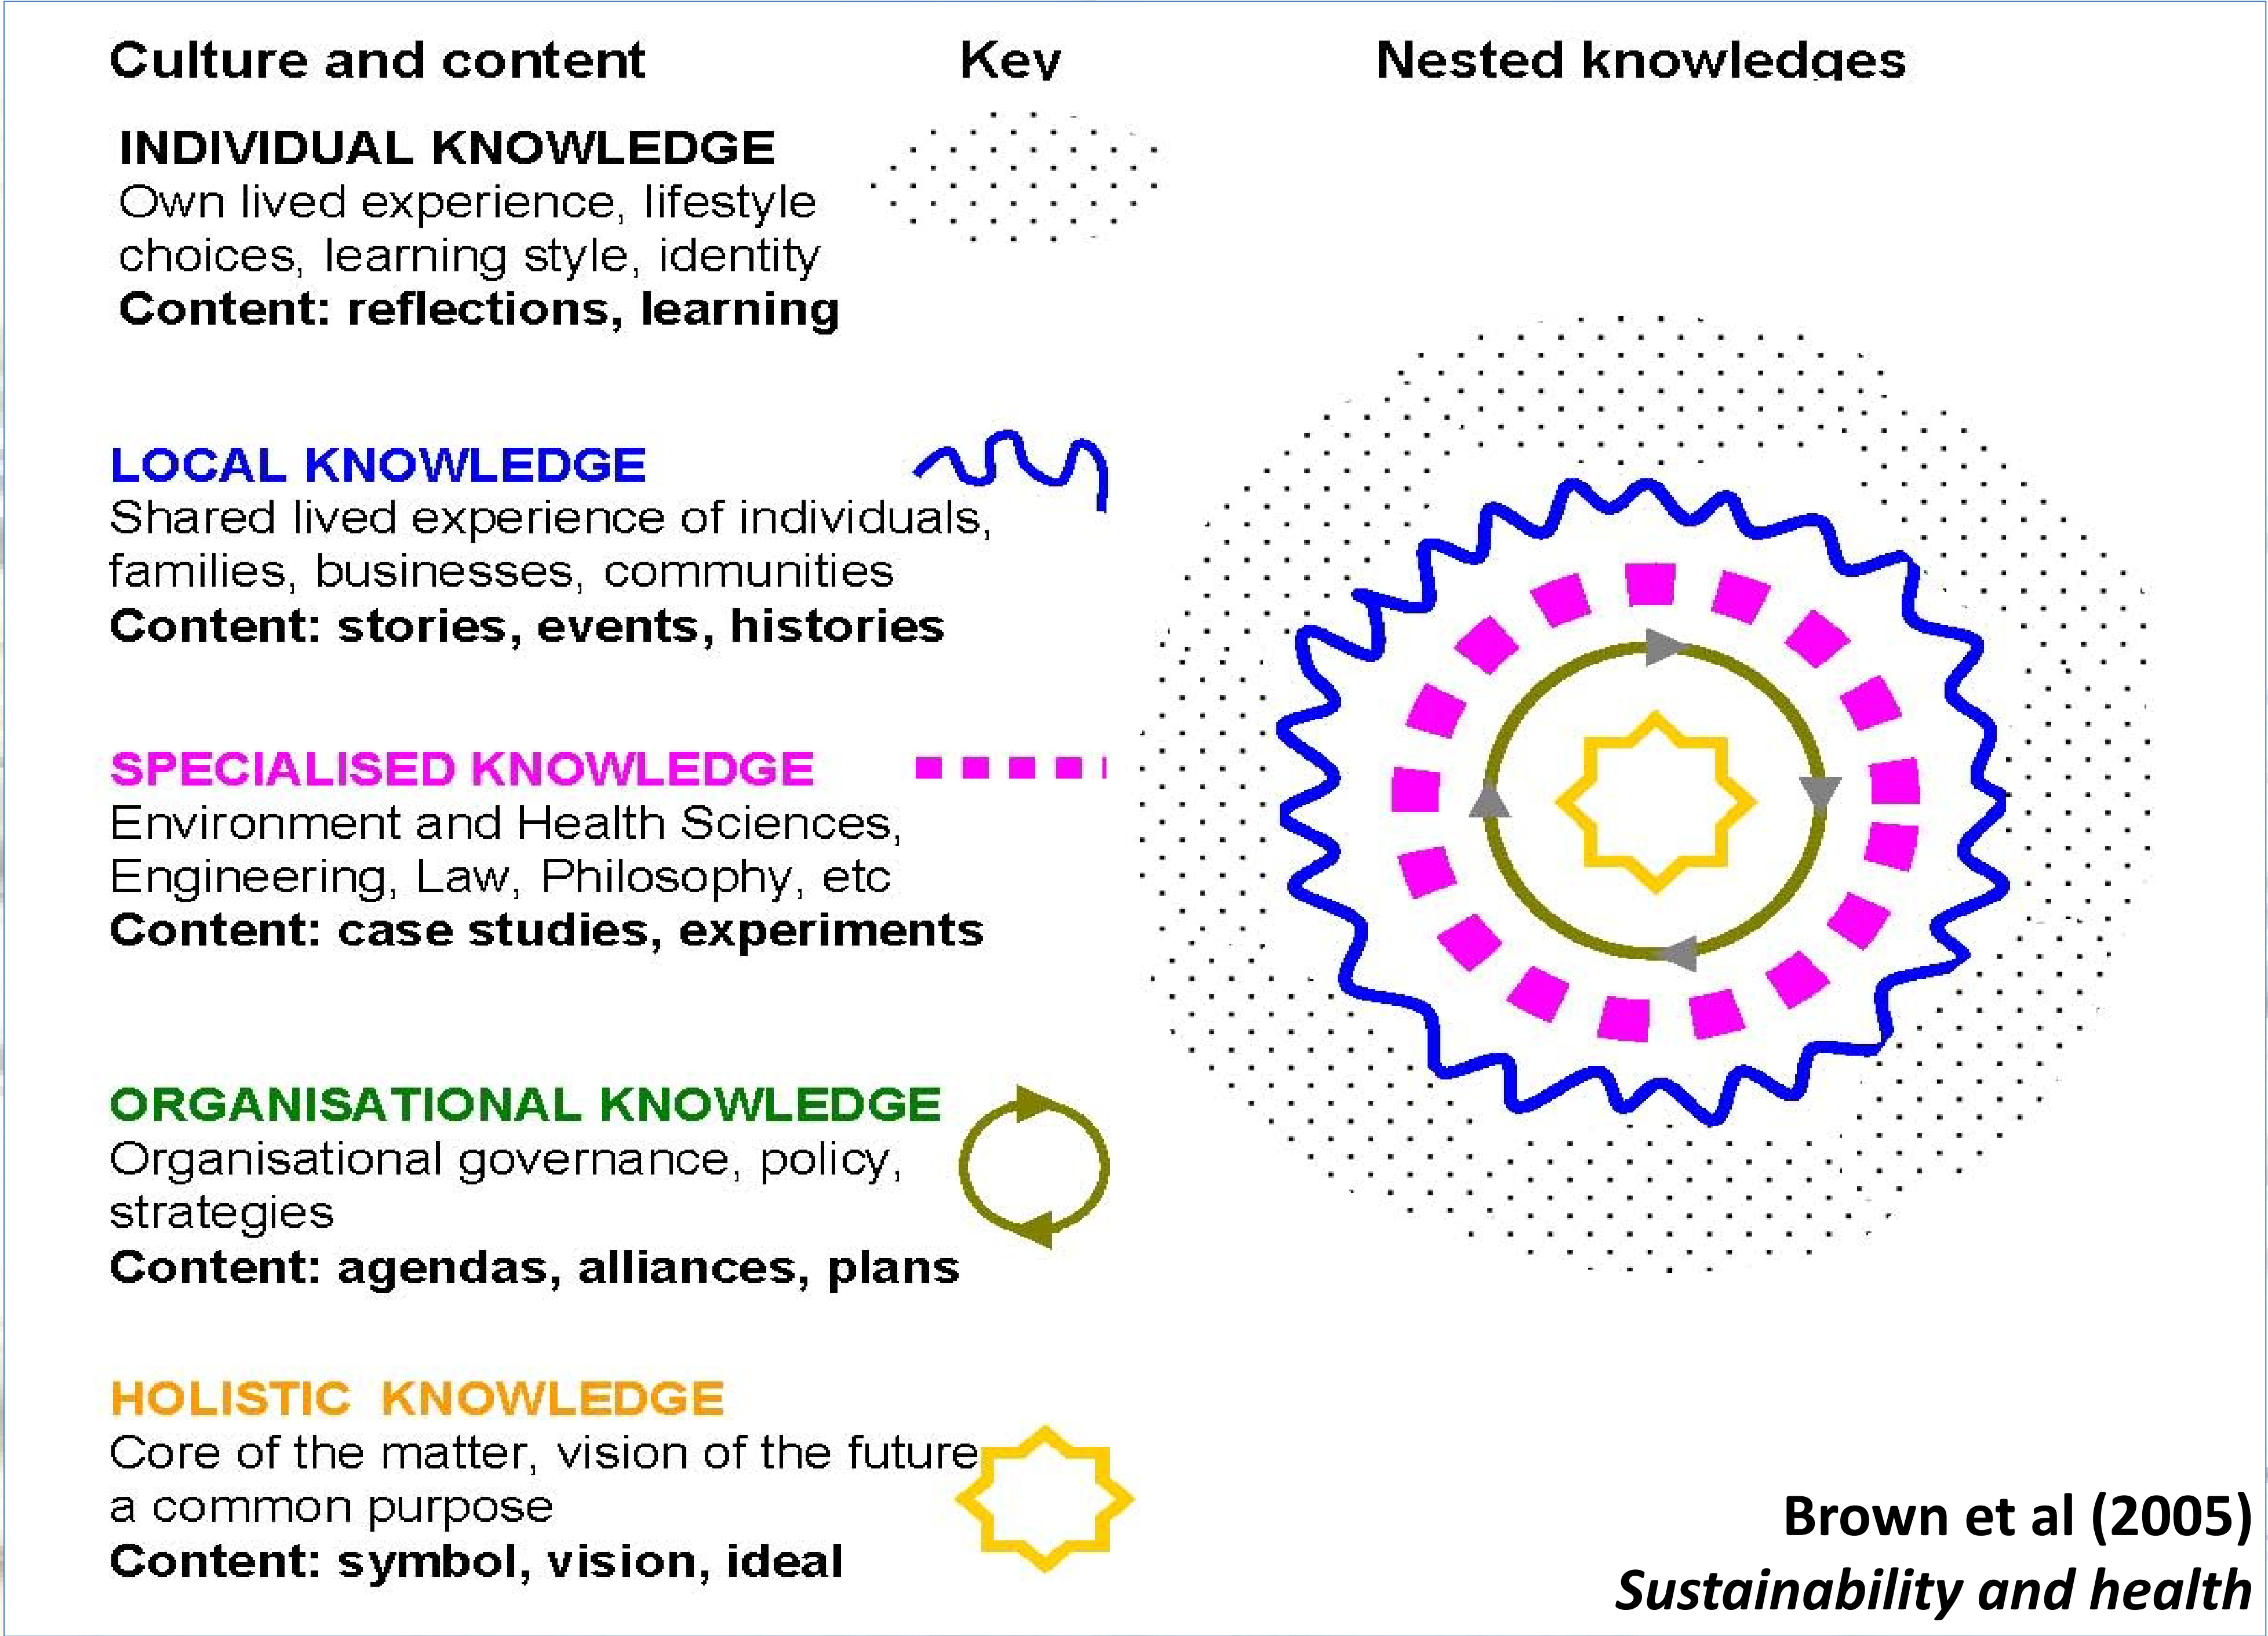 Culture and content
Key
Nested knowledges
INDIVIDUAL KNOWLEDGE
Own lived experience, lifestyle
choices, learning style, identity
Content: reflections, learning
LOCAL KNOWLEDGE
Shared lived experience of individuals,
families, businesses, communities
Content: stories, events, histories
SPECIALISED KNOWLEDGE
Environment and Health Sciences,
Engineering, Law, Philosophy, etc
Content: case studies, experiments
ORGANISATIONAL KNOWLEDGE
Organisational governance, policy,
strategies
Content: agendas, alliances, plans
HOLISTIC KNOWLEDGE
Core of the matter, vision of the future
a common purpose
Content: symbol, vision, ideal
Brown et al (2005)
Sustainability and health